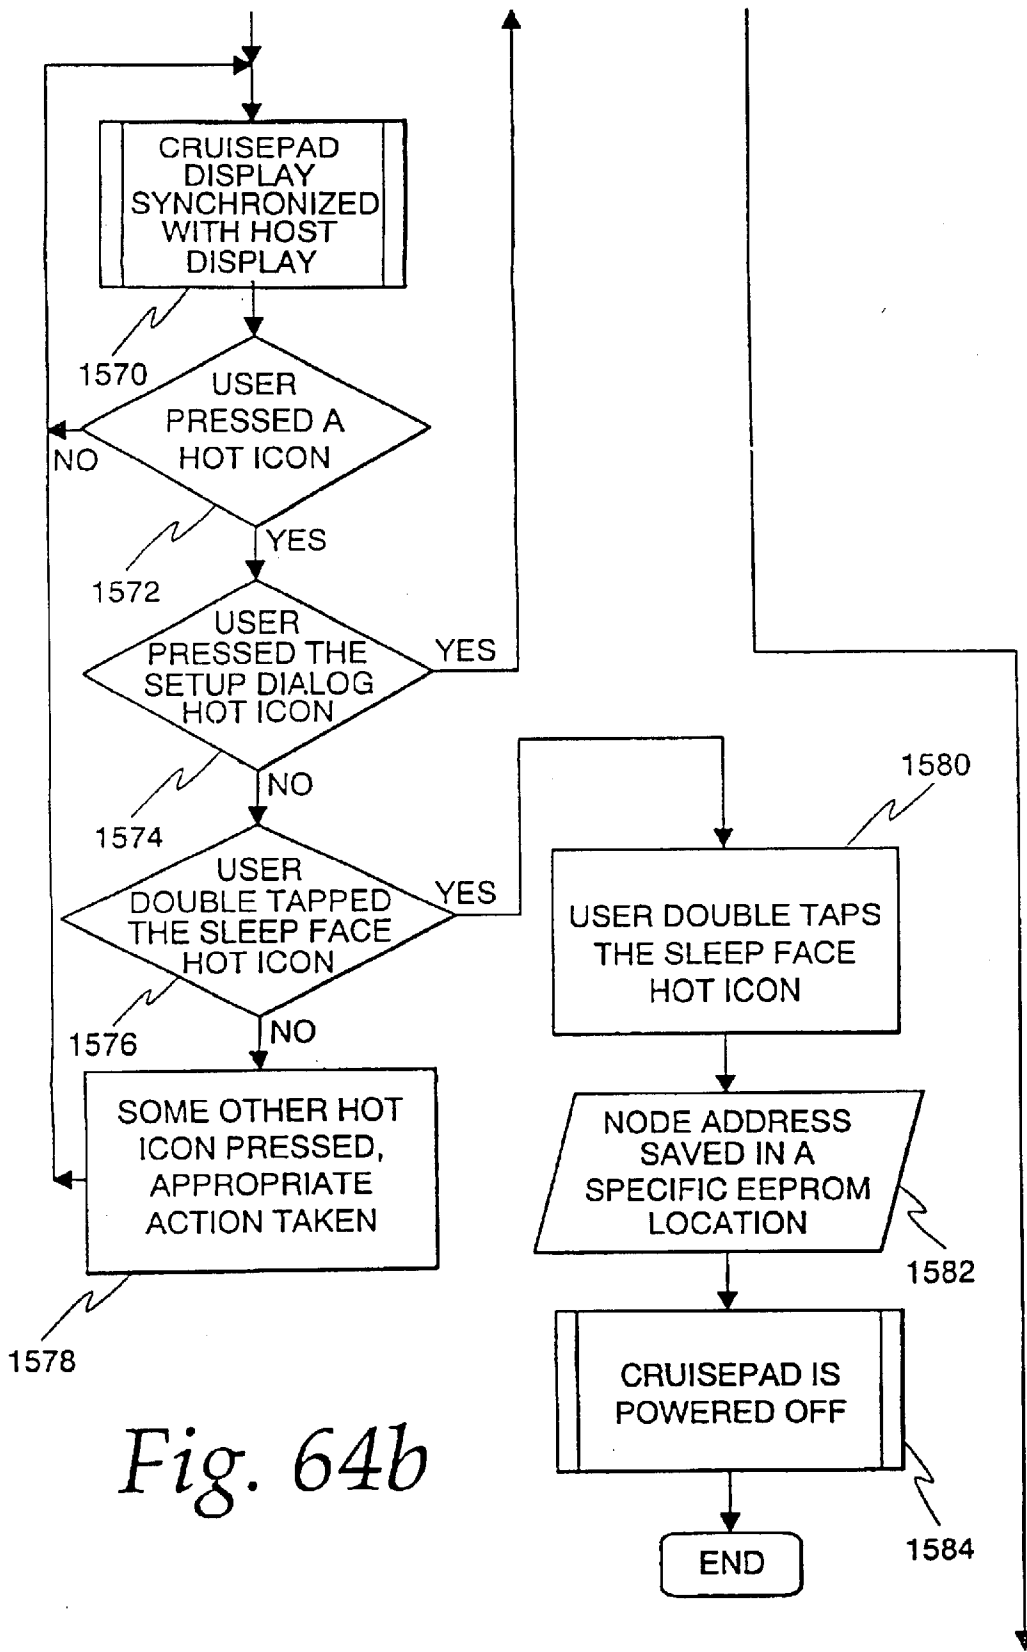 CRUISEPAD
DISPLAY
SYNCHRONIZED
WITH HOST
DISPLAY
1570
USER
PRESSED A
HOT ICON
NO
YES
1572
USER
PRESSED THE
SETUP DIALOG
HOT ICON
YES
NO
1574
USER
DOUBLE TAPPED
THE SLEEP FACE
HOT ICON
YES
NO
1576
SOME OTHER HOT
ICON PRESSED,
APPROPRIATE
ACTION TAKEN
1578
1580
USER DOUBLE TAPS
THE SLEEP FACE
HOT ICON
NODE ADDRESS
SAVED IN A
SPECIFIC EEPROM
LOCATION
1582
CRUISEPAD IS
POWERED OFF
1584
END
Fig. 64b